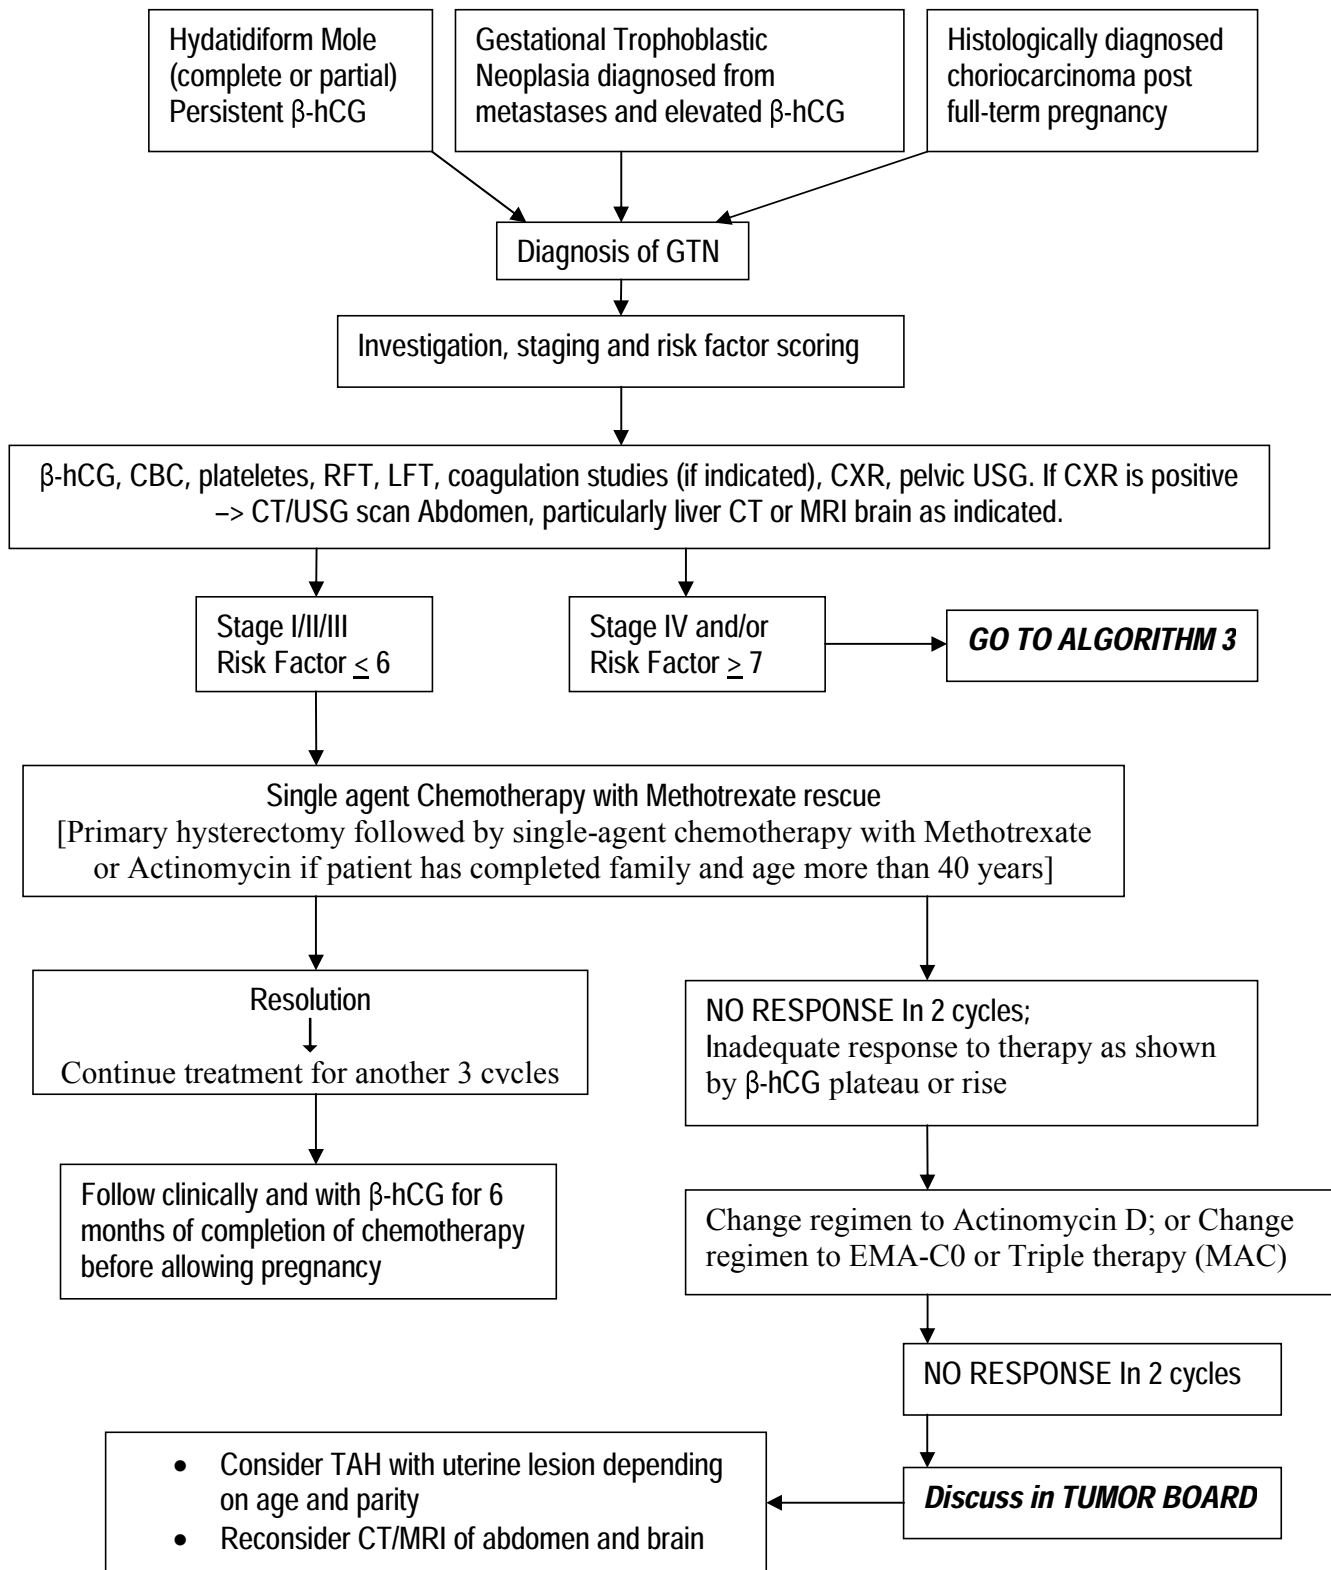 Hydatidiform Mole
(complete or partial)
Persistent β-hCG
Gestational Trophoblastic
Neoplasia diagnosed from
metastases and elevated β-hCG
Histologically diagnosed
choriocarcinoma post
full-term pregnancy
Diagnosis of GTN
Investigation, staging and risk factor scoring
β-hCG, CBC, plateletes, RFT, LFT, coagulation studies (if indicated), CXR, pelvic USG. If CXR is positive
–> CT/USG scan Abdomen, particularly liver CT or MRI brain as indicated.
Stage I/II/III
Risk Factor < 6
Stage IV and/or
Risk Factor > 7
GO TO ALGORITHM 3
Single agent Chemotherapy with Methotrexate rescue
[Primary hysterectomy followed by single-agent chemotherapy with Methotrexate
or Actinomycin if patient has completed family and age more than 40 years]
Resolution
Continue treatment for another 3 cycles
NO RESPONSE In 2 cycles;
Inadequate response to therapy as shown
by β-hCG plateau or rise
Follow clinically and with β-hCG for 6
months of completion of chemotherapy
before allowing pregnancy
Change regimen to Actinomycin D; or Change
regimen to EMA-C0 or Triple therapy (MAC)
NO RESPONSE In 2 cycles
Discuss in TUMOR BOARD
• Consider TAH with uterine lesion depending
on age and parity
• Reconsider CT/MRI of abdomen and brain